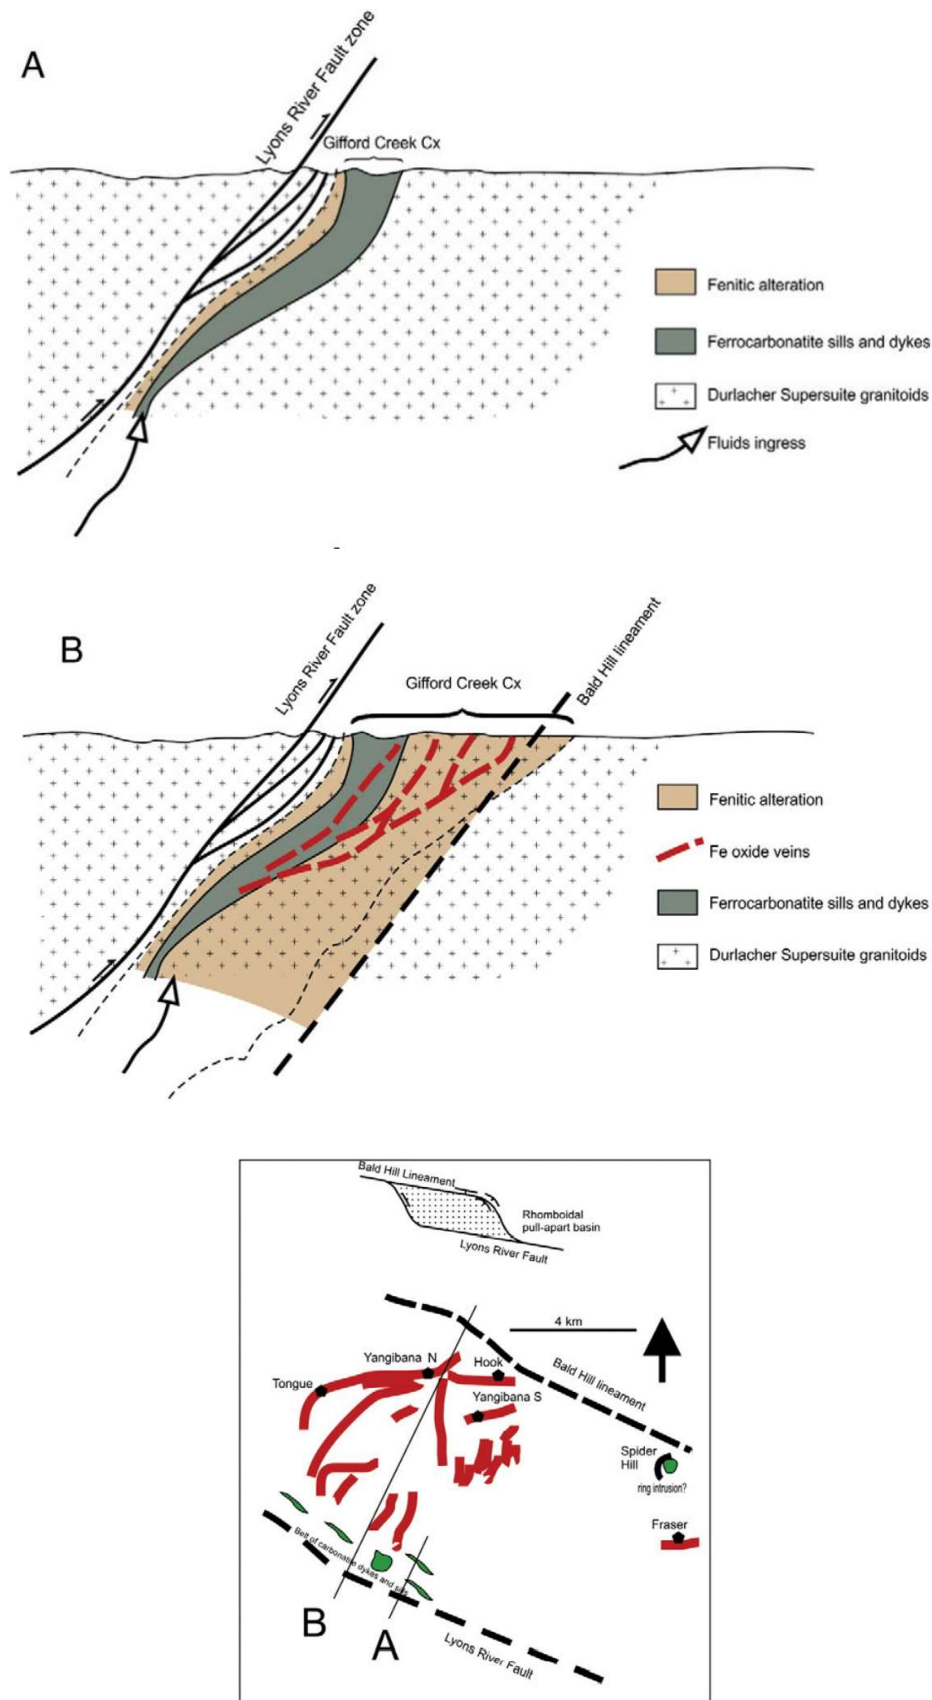 A
Lyons River Fault zone
Gifford Creek Cx
Fenitic alteration
Ferrocarbonatite sills and dykes
Durlacher Supersuite granitoids
Fluids ingress
B
Lyons River Fault zone
Gifford Creek Cx
Bald Hill lineament
Fenitic alteration
Fe oxide veins
Ferrocarbonatite sills and dykes
Durlacher Supersuite granitoids
Bald Hill Lineament
Rhomboidal
pull-apart basin
Lyons River Fault
4 km
Yangibana N
Hook
Bald Hill lineament
Tongue
Yangibana S
Spider
Hill
ring intrusion?
Fraser
Belt of carbonatite dykes and sills
B
A
Lyons River Fault